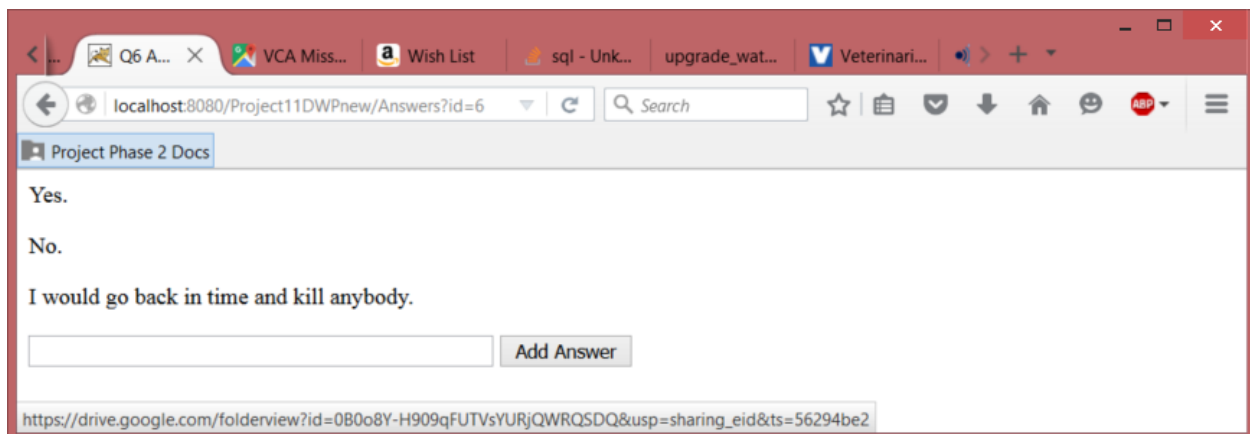 ... Q6 A... VCA Miss... a Wish List sql - Unk... upgrade_wat... Veterinari...
localhost:8080/Project11DWPnew/Answers?id=6 Search ABP
Project Phase 2 Docs
Yes.
No.
I would go back in time and kill anybody.
Add Answer
https://drive.google.com/folderview?id=0B0o8Y-H909qFUTVsYURjQWRQSDQ&usp=sharing_eid&ts=56294be2